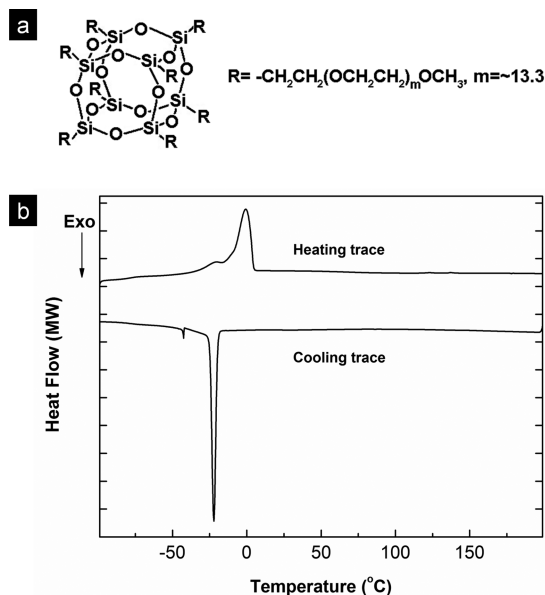 a
R O R
O Si Si
Si O Si O
R R
O Si O Si
R R
Si O Si
R O R
R= -CH2CH2(OCH2CH2)mOCH3, m=~13.3
b
Exo
Heating trace
Cooling trace
Heat Flow (MW)
-50 0 50 100 150
Temperature (°C)